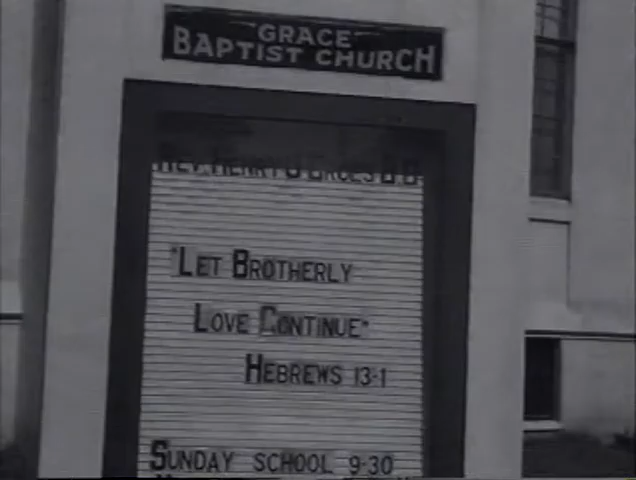 GRACE
BAPTIST CHURCH
"LET BROTHERLY
LOVE CONTINUE"
HEBREWS 13-1
SUNDAY SCHOOL 9-30